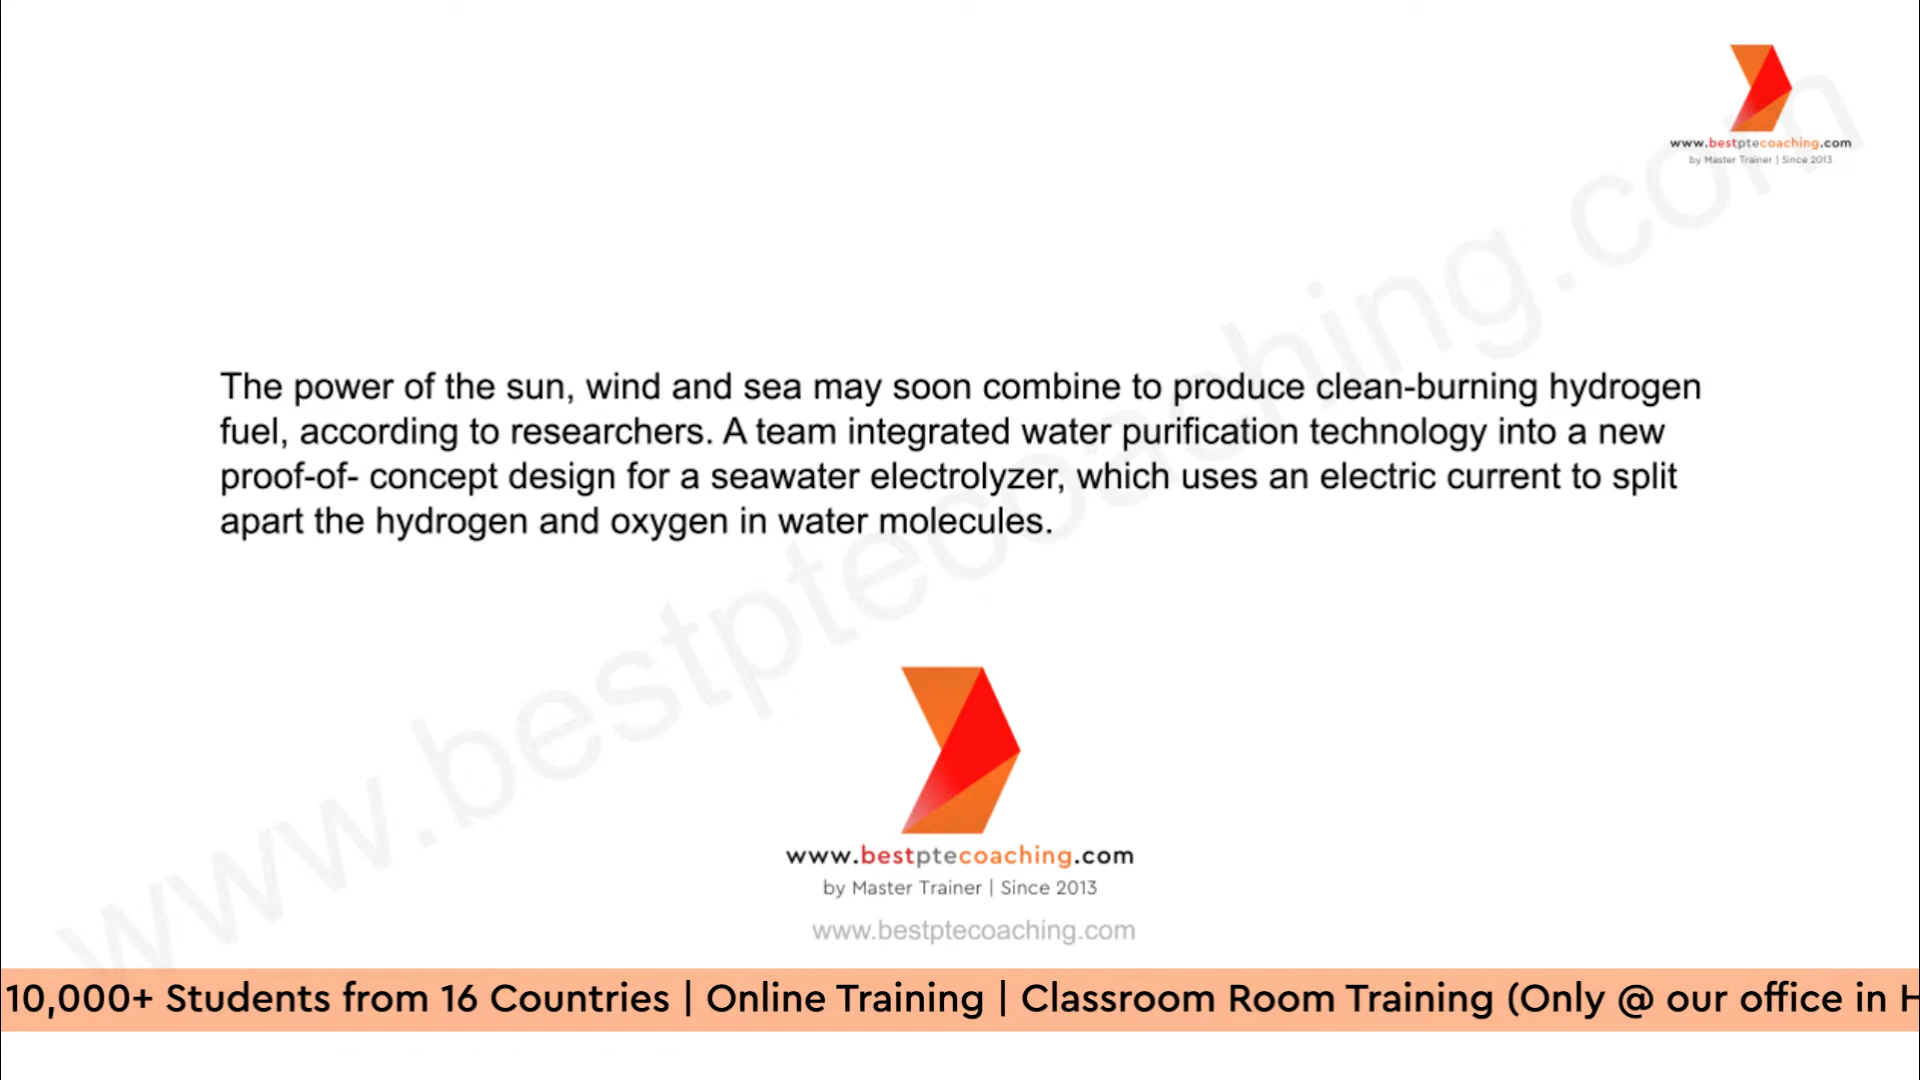 www.bestptecoaching.com
by Master Trainer | Since 2013
The power of the sun, wind and sea may soon combine to produce clean-burning hydrogen
fuel, according to researchers. A team integrated water purification technology into a new
proof-of- concept design for a seawater electrolyzer, which uses an electric current to split
apart the hydrogen and oxygen in water molecules.
www.bestptecoaching.com
www.bestptecoaching.com
by Master Trainer | Since 2013
www.bestptecoaching.com
10,000+ Students from 16 Countries | Online Training | Classroom Room Training (Only @ our office in H